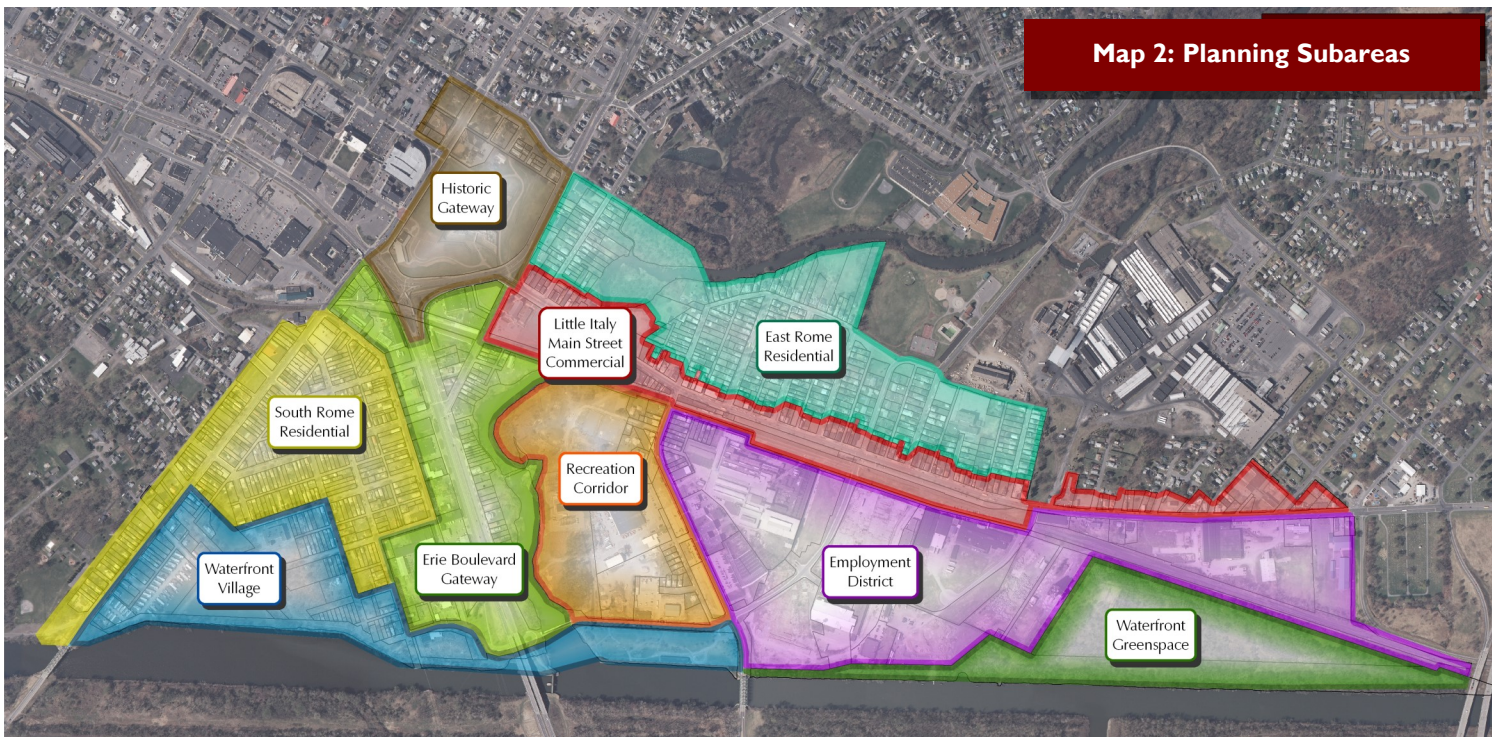 Map 2: Planning Subareas
Historic
Gateway
Little Italy
Main Street
Commercial
East Rome
Residential
South Rome
Residential
Recreation
Corridor
Waterfront
Village
Erie Boulevard
Gateway
Employment
District
Waterfront
Greenspace